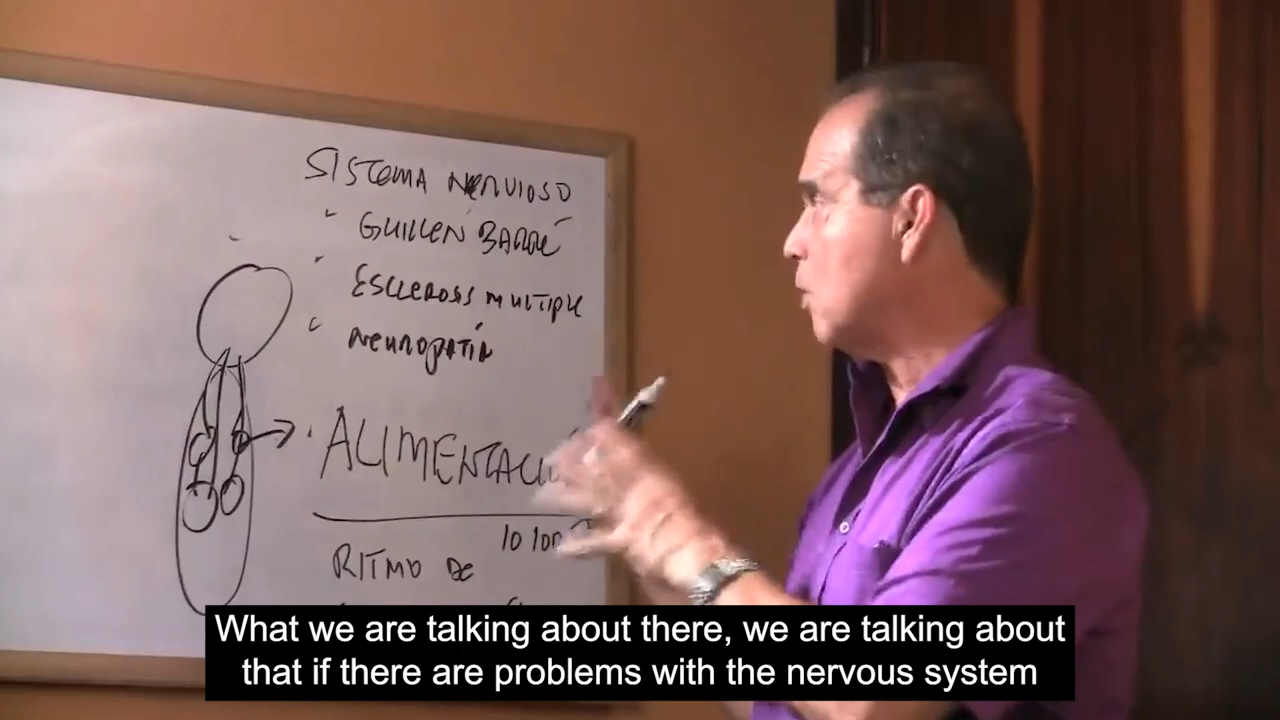 SISTEMA NERVIOSO
GUILLEN BARRÉ
ESCLEROSIS MULTIPLE
NEUROPATÍA
ALIMENTACI
RITMO DE
What we are talking about there, we are talking about
that if there are problems with the nervous system